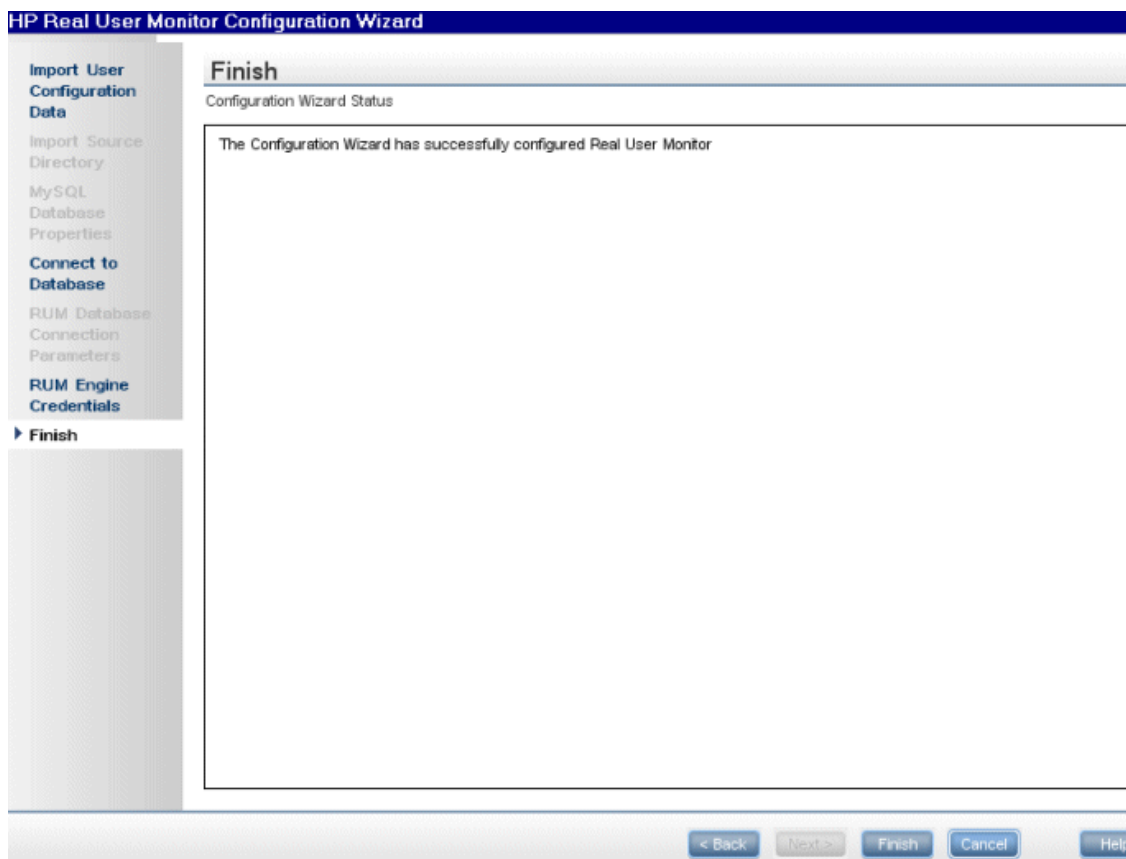 HP Real User Monitor Configuration Wizard
Import User
Configuration
Data
Import Source
Directory
MySQL
Database
Properties
Connect to
Database
RUM Database
Connection
Parameters
RUM Engine
Credentials
Finish
Finish
Configuration Wizard Status
The Configuration Wizard has successfully configured Real User Monitor
< Back
Next >
Finish
Cancel
Help